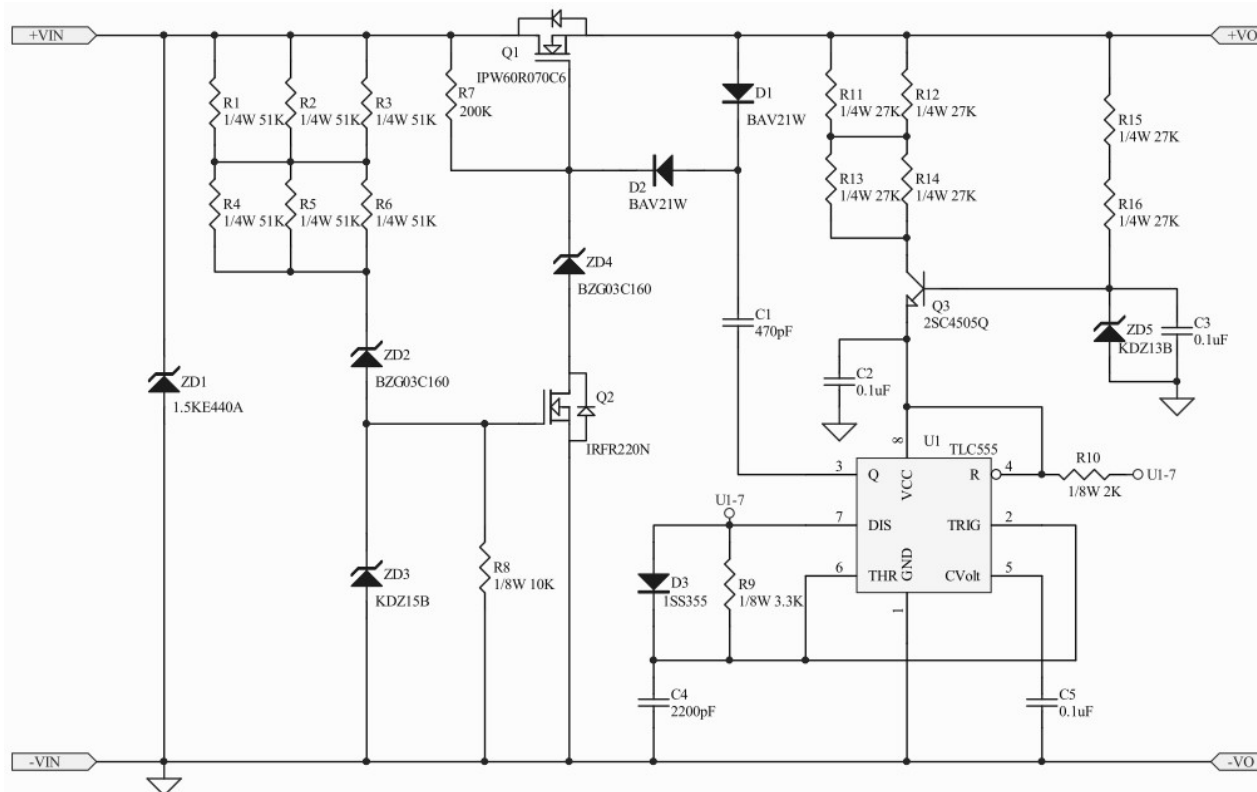 +VIN
+VO
Q1
IPW60R070C6
R1
1/4W 51K
R2
1/4W 51K
R3
1/4W 51K
R7
200K
D1
BAV21W
R11
1/4W 27K
R12
1/4W 27K
R15
1/4W 27K
R4
1/4W 51K
R5
1/4W 51K
R6
1/4W 51K
D2
BAV21W
R13
1/4W 27K
R14
1/4W 27K
R16
1/4W 27K
ZD4
BZG03C160
Q3
2SC4505Q
C1
470pF
ZD5
KDZ13B
C3
0.1uF
ZD1
1.5KE440A
ZD2
BZG03C160
C2
0.1uF
Q2
IRFR220N
8
U1
TLC555
3
Q
VCC
R
4
R10
1/8W 2K
U1-7
U1-7
7
DIS
TRIG
2
6
THR
GND
CVolt
5
1
ZD3
KDZ15B
R8
1/8W 10K
D3
1SS355
R9
1/8W 3.3K
C4
2200pF
C5
0.1uF
-VIN
-VO